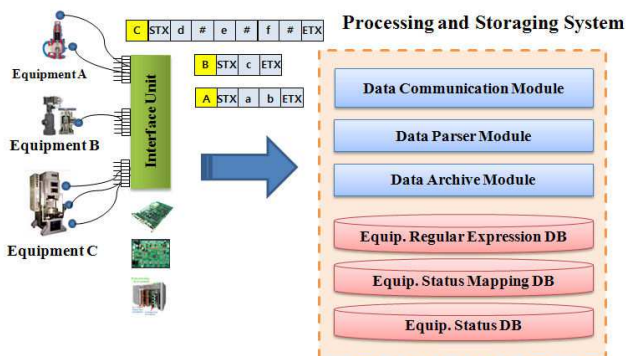 C STX d # e # f # ETX
Processing and Storaging System
B STX c ETX
A STX a b ETX
Equipment A
Equipment B
Equipment C
Interface Unit
Data Communication Module
Data Parser Module
Data Archive Module
Equip. Regular Expression DB
Equip. Status Mapping DB
Equip. Status DB